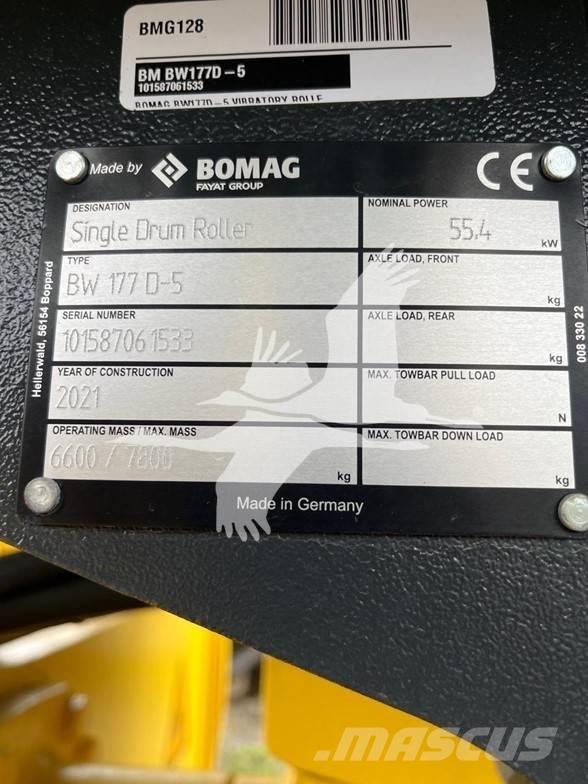 BMG128
BM BW177D-5
101587061533
BOMAG BW177D-5 VIBRATORY ROLLE
Made by BOMAG
FAYAT GROUP
CE
DESIGNATION
Single Drum Roller
NOMINAL POWER
55.4 kW
TYPE
BW 177 D-5
AXLE LOAD, FRONT
kg
SERIAL NUMBER
101587061533
AXLE LOAD, REAR
kg
YEAR OF CONSTRUCTION
2021
MAX. TOWBAR PULL LOAD
N
OPERATING MASS / MAX. MASS
6600 / 7800 kg
MAX. TOWBAR DOWN LOAD
kg
Made in Germany
Hellerwald, 56154 Boppard
008 330 22
MASCUS